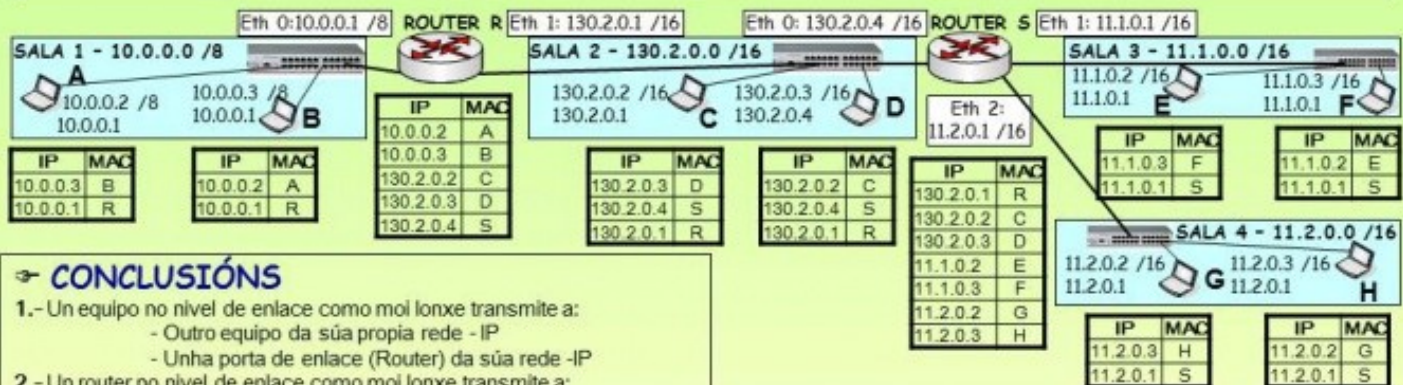 Eth 0:10.0.0.1 /8
ROUTER R
Eth 1: 130.2.0.1 /16
Eth 0: 130.2.0.4 /16
ROUTER S
Eth 1: 11.1.0.1 /16
SALA 1 - 10.0.0.0 /8
A
10.0.0.2 /8
10.0.0.1
10.0.0.3 /8
10.0.0.1
B
IP MAC
10.0.0.3 B
10.0.0.1 R
IP MAC
10.0.0.2 A
10.0.0.1 R
IP MAC
10.0.0.2 A
10.0.0.3 B
130.2.0.2 C
130.2.0.3 D
130.2.0.4 S
SALA 2 - 130.2.0.0 /16
130.2.0.2 /16
130.2.0.1
C
130.2.0.3 /16
130.2.0.4
D
IP MAC
130.2.0.3 D
130.2.0.4 S
130.2.0.1 R
IP MAC
130.2.0.2 C
130.2.0.4 S
130.2.0.1 R
Eth 2:
11.2.0.1 /16
IP MAC
130.2.0.1 R
130.2.0.2 C
130.2.0.3 D
11.1.0.2 E
11.1.0.3 F
11.2.0.2 G
11.2.0.3 H
SALA 3 - 11.1.0.0 /16
11.1.0.2 /16
11.1.0.1
E
11.1.0.3 /16
11.1.0.1
F
IP MAC
11.1.0.3 F
11.1.0.1 S
IP MAC
11.1.0.2 E
11.1.0.1 S
SALA 4 - 11.2.0.0 /16
11.2.0.2 /16
11.2.0.1
G
11.2.0.3 /16
11.2.0.1
H
IP MAC
11.2.0.3 H
11.2.0.1 S
IP MAC
11.2.0.2 G
11.2.0.1 S
☞ CONCLUSIÓNS
1.- Un equipo no nivel de enlace como moi lonxe transmite a:
- Outro equipo da súa propia rede - IP
- Unha porta de enlace (Router) da súa rede -IP
2.- Un router no nivel de enlace como moi lonxe transmite a: